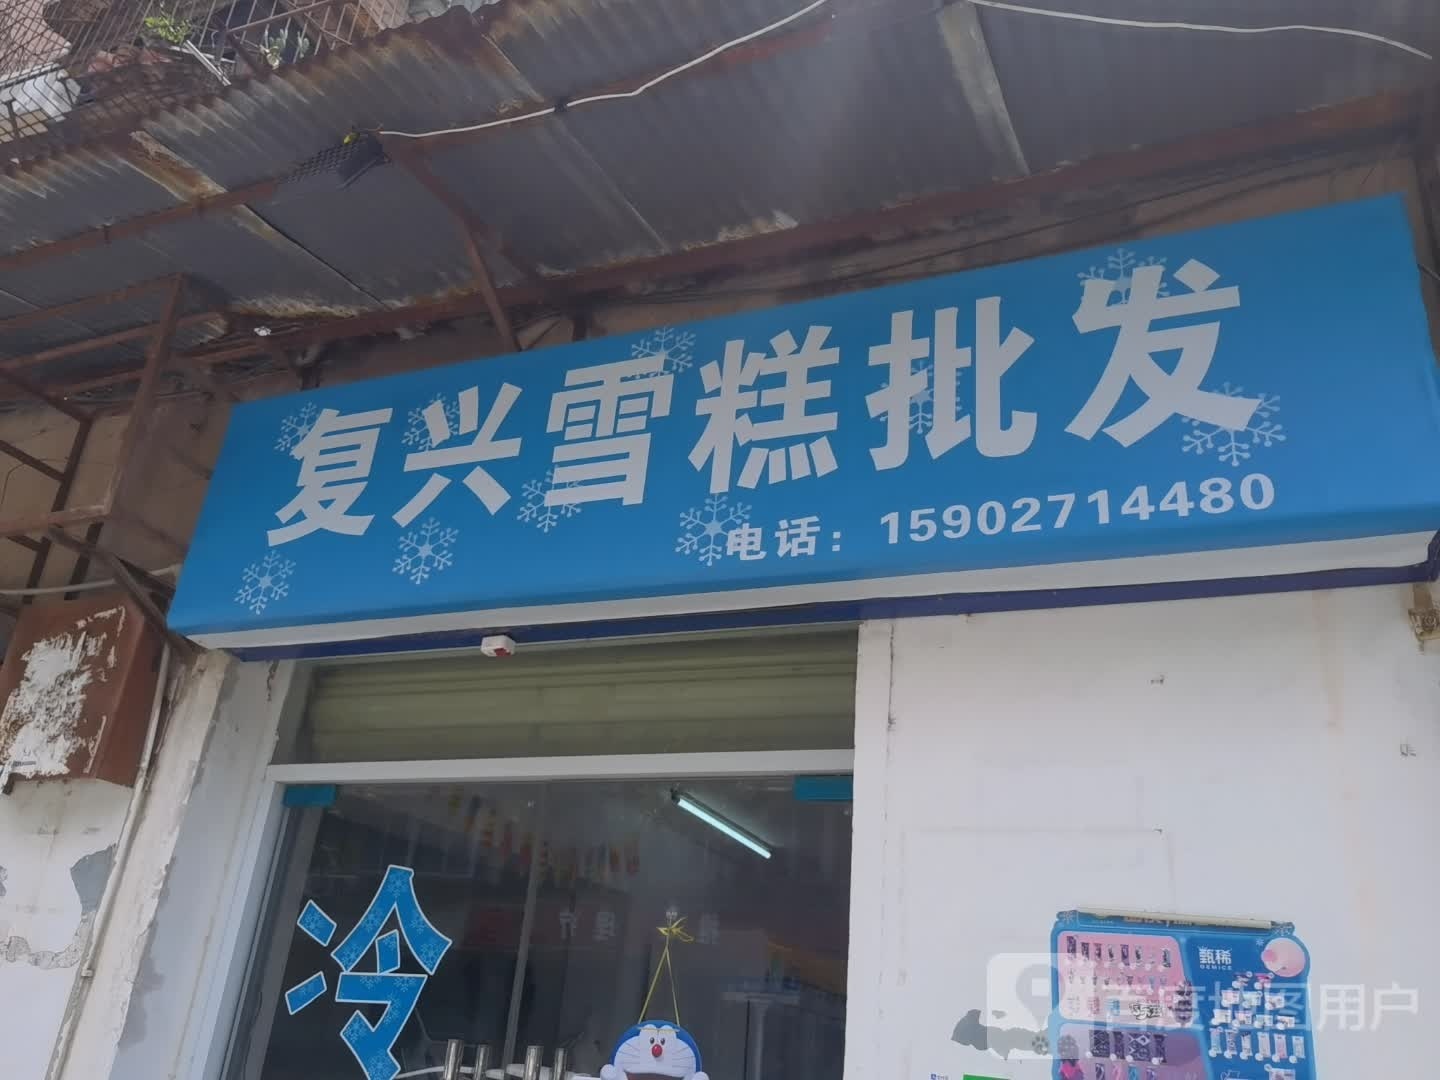 复兴雪糕批发
电话：15902714480
冷
甄稀
百度地图用户